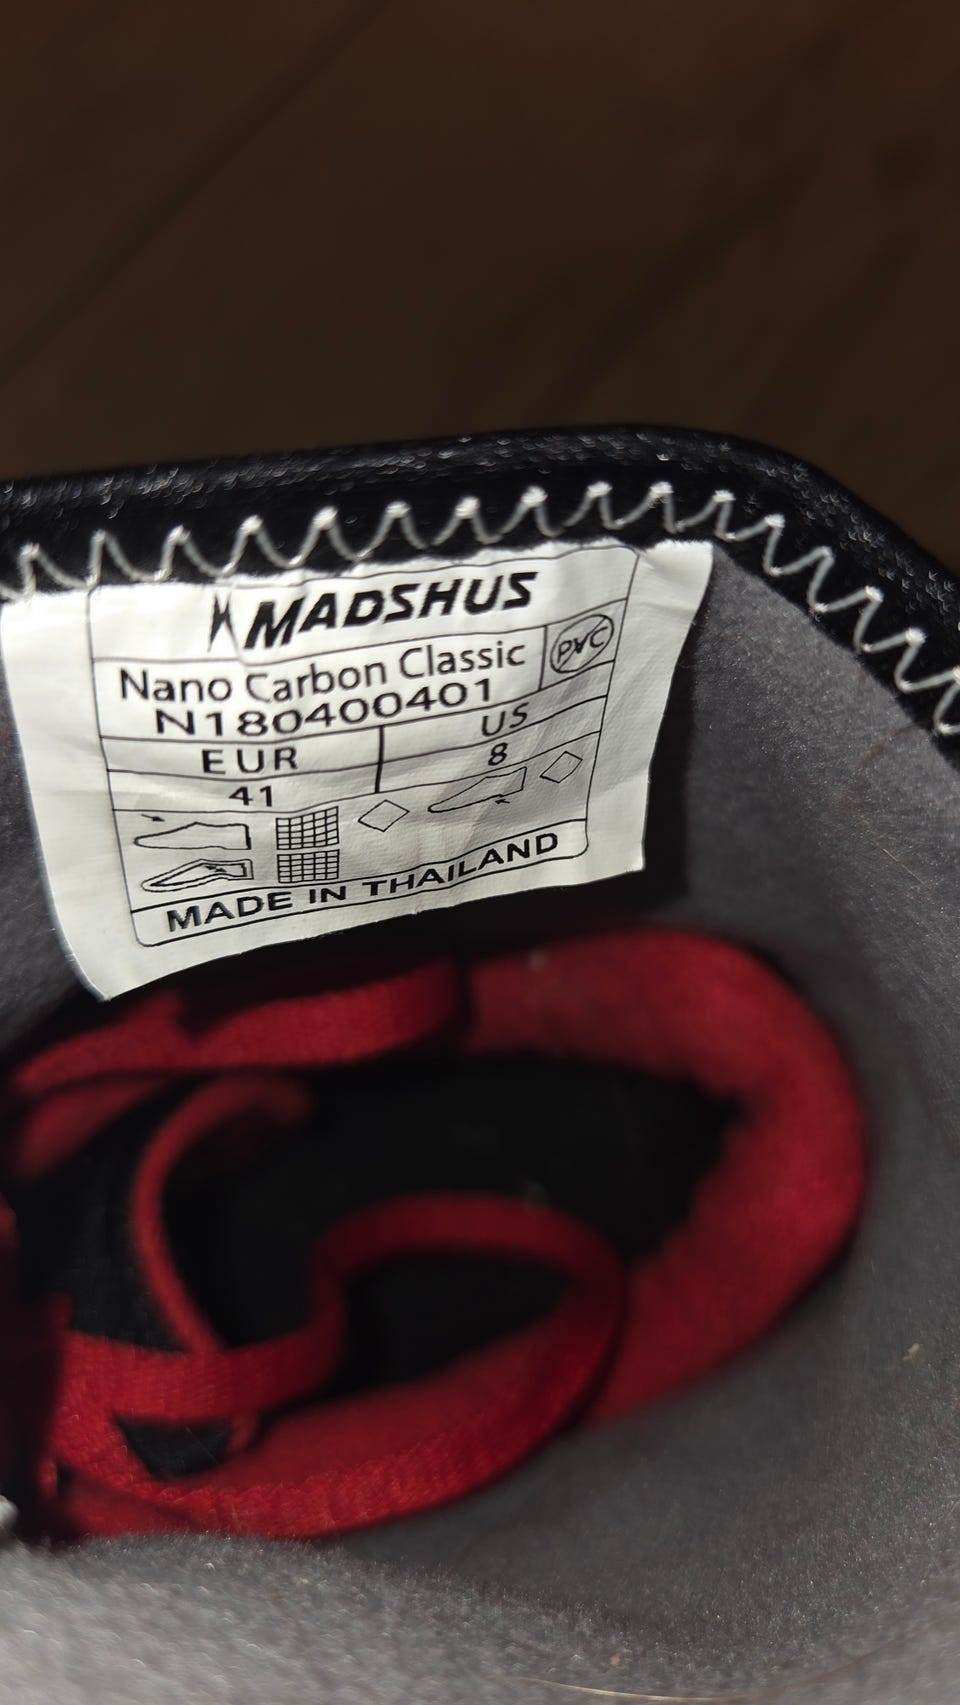 MADSHUS
Nano Carbon Classic
PVC
N180400401
EUR US
41 8
MADE IN THAILAND